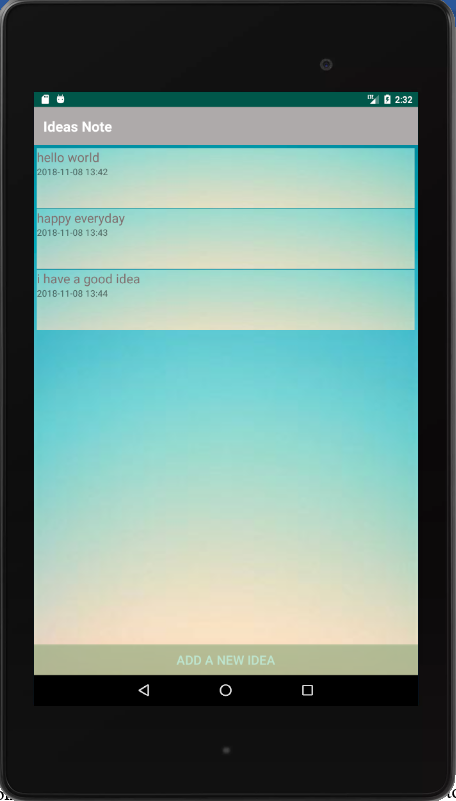 2:32
Ideas Note
hello world
2018-11-08 13:42
happy everyday
2018-11-08 13:43
i have a good idea
2018-11-08 13:44
ADD A NEW IDEA